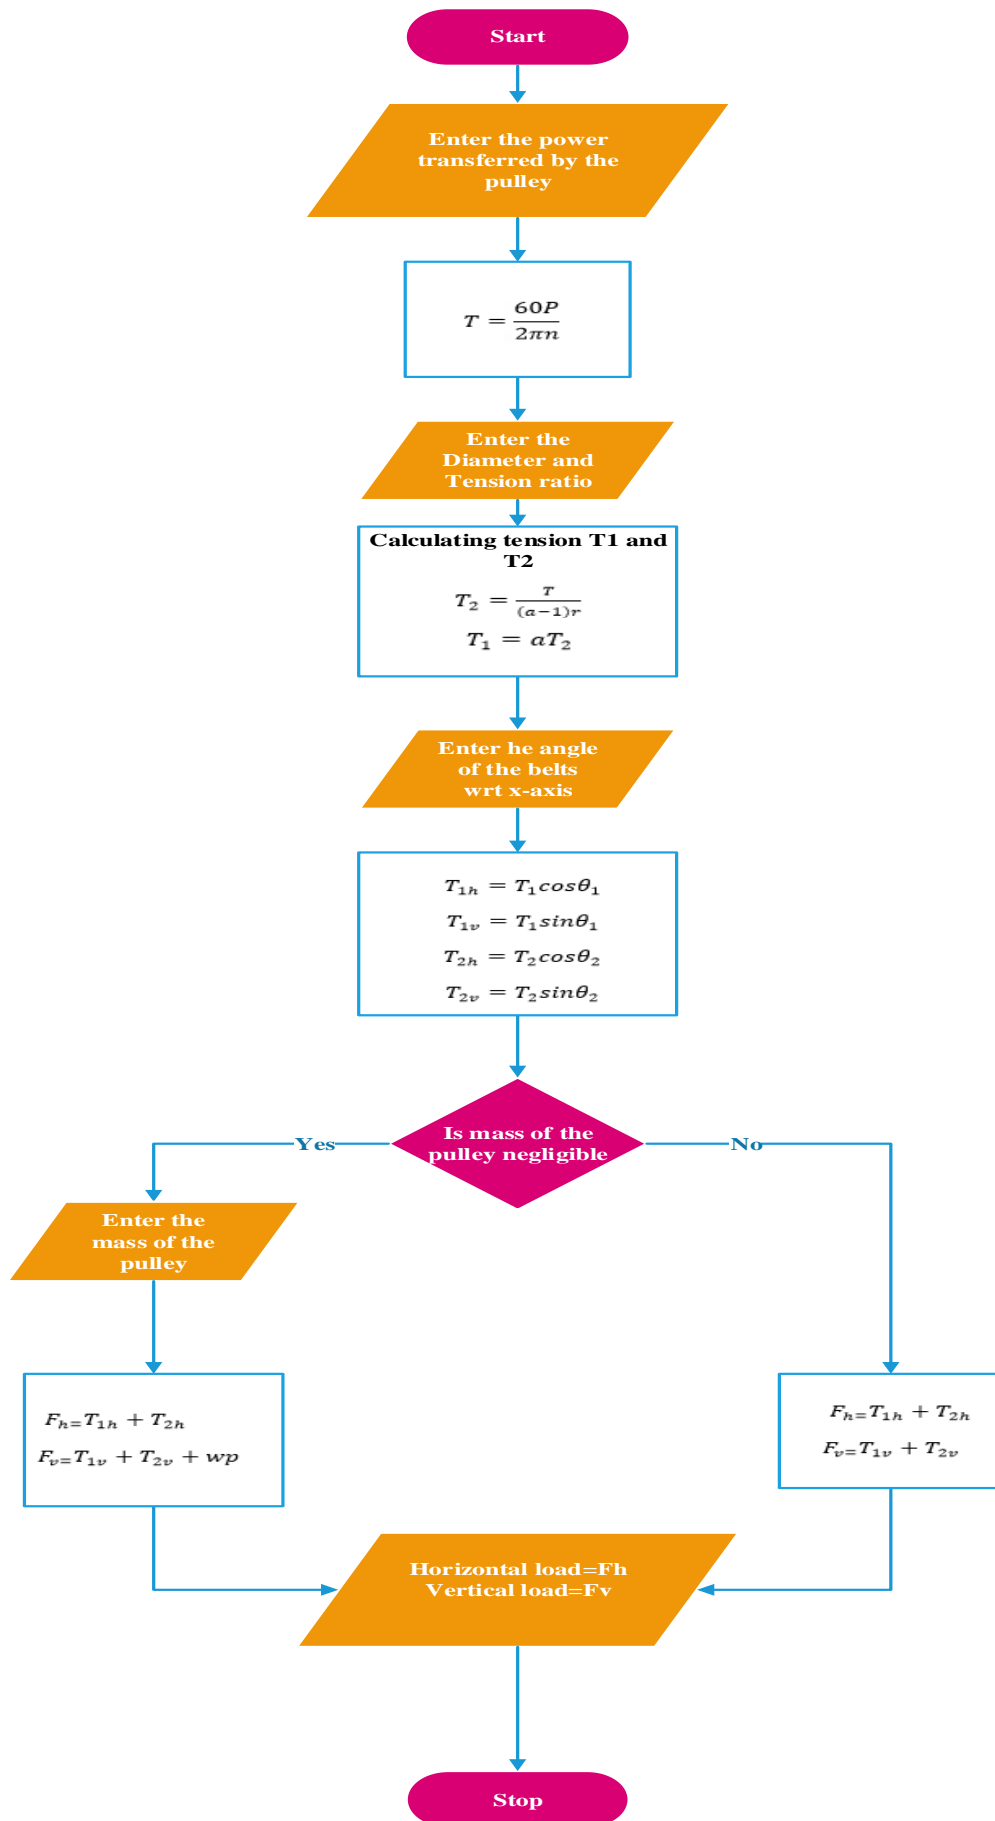 Start
Enter the power
transferred by the
pulley
T = 60P / 2πn
Enter the
Diameter and
Tension ratio
Calculating tension T1 and
T2
T₂ = T / (a−1)r
T₁ = aT₂
Enter he angle
of the belts
wrt x-axis
T₁ₕ = T₁cosθ₁
T₁ᵥ = T₁sinθ₁
T₂ₕ = T₂cosθ₂
T₂ᵥ = T₂sinθ₂
Is mass of the
pulley negligible
Yes
No
Enter the
mass of the
pulley
Fₕ₌T₁ₕ + T₂ₕ
Fᵥ₌T₁ᵥ + T₂ᵥ + wp
Fₕ₌T₁ₕ + T₂ₕ
Fᵥ₌T₁ᵥ + T₂ᵥ
Horizontal load=Fh
Vertical load=Fv
Stop